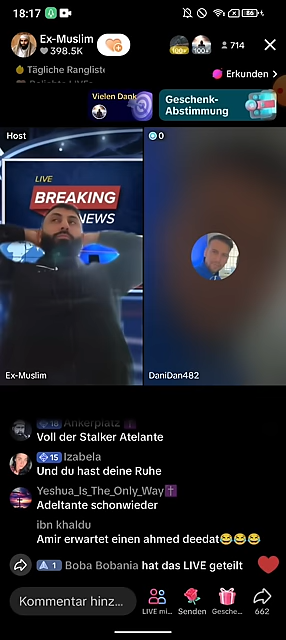 18:17
Ex-Muslim
398.5K
100+
100+
714
Tägliche Rangliste
Erkunden >
Vielen Dank
Geschenk-
Abstimmung
Host
0
LIVE
BREAKING
NEWS
Ex-Muslim
DaniDan482
18 Ankerplatz
Voll der Stalker Atelante
15 Izabela
Und du hast deine Ruhe
Yeshua_Is_The_Only_Way✝️
Adeltante schonwieder
ibn khaldu
Amir erwartet einen ahmed deedat😂😂😂
1 Boba Bobania hat das LIVE geteilt
Kommentar hinz...
LIVE mi...
Senden
Gesche...
662